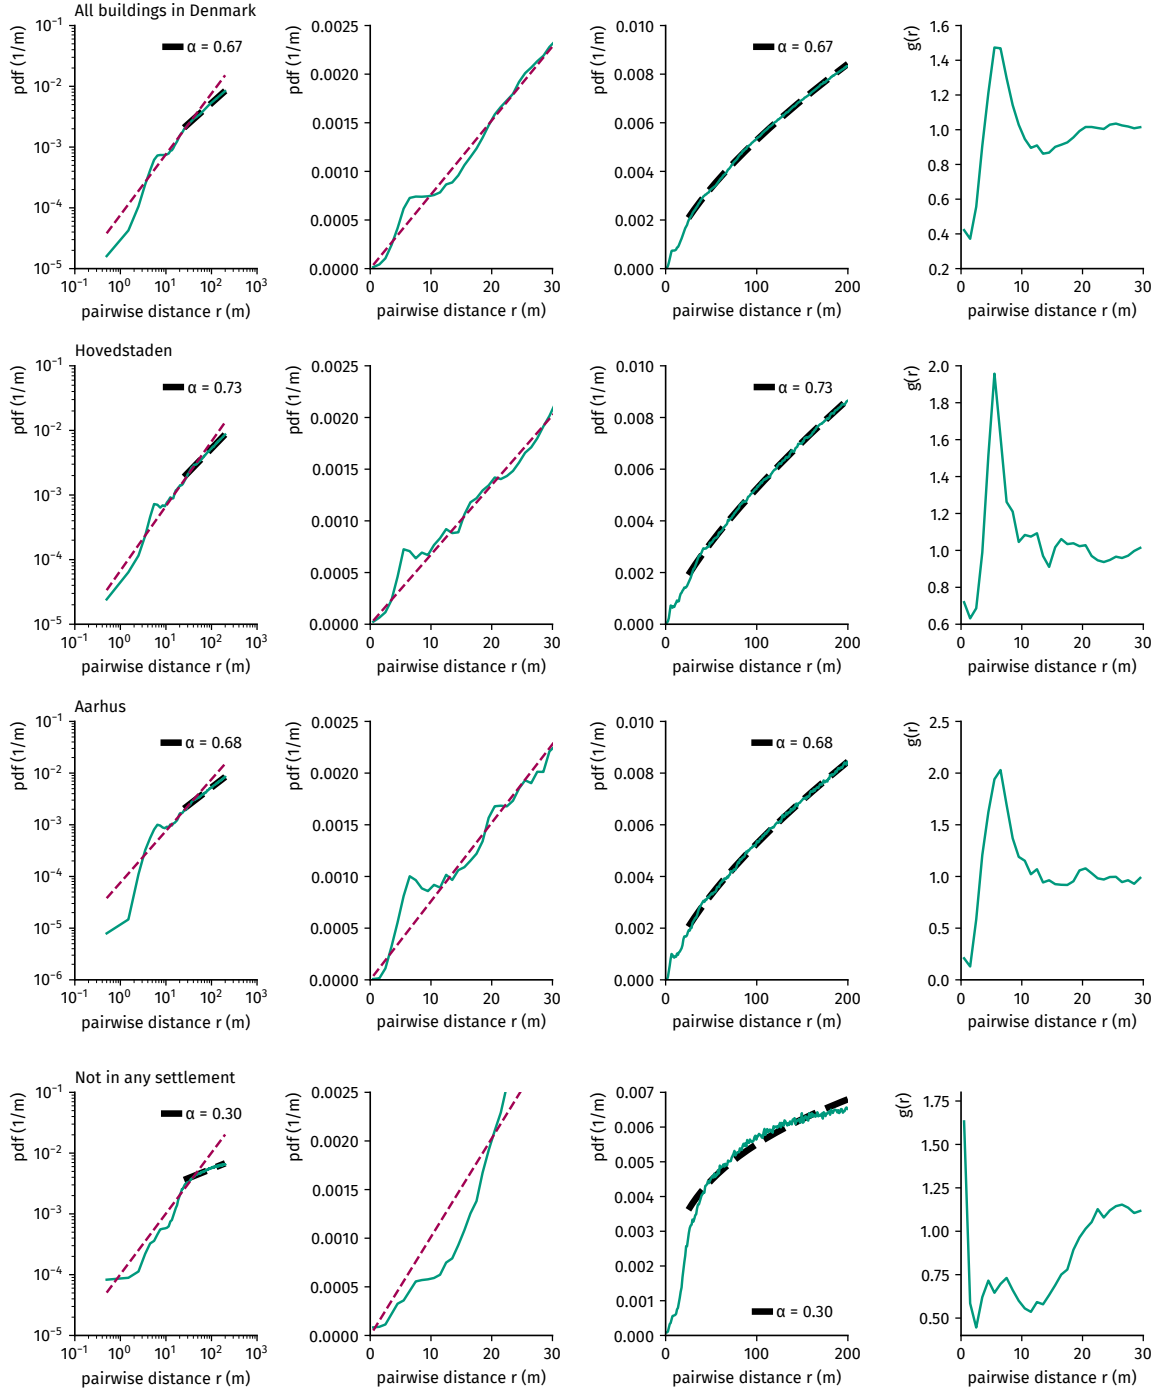 All buildings in Denmark
pdf (1/m)
10⁻¹
10⁻²
10⁻³
10⁻⁴
10⁻⁵
α = 0.67
10⁻¹ 10⁰ 10¹ 10² 10³
pairwise distance r (m)
pdf (1/m)
0.0025
0.0020
0.0015
0.0010
0.0005
0.0000
0 10 20 30
pairwise distance r (m)
pdf (1/m)
0.010
0.008
0.006
0.004
0.002
0.000
α = 0.67
0 100 200
pairwise distance r (m)
g(r)
1.6
1.4
1.2
1.0
0.8
0.6
0.4
0.2
0 10 20 30
pairwise distance r (m)
Hovedstaden
pdf (1/m)
10⁻¹
10⁻²
10⁻³
10⁻⁴
10⁻⁵
α = 0.73
10⁻¹ 10⁰ 10¹ 10² 10³
pairwise distance r (m)
pdf (1/m)
0.0025
0.0020
0.0015
0.0010
0.0005
0.0000
0 10 20 30
pairwise distance r (m)
pdf (1/m)
0.010
0.008
0.006
0.004
0.002
0.000
α = 0.73
0 100 200
pairwise distance r (m)
g(r)
2.0
1.8
1.6
1.4
1.2
1.0
0.8
0.6
0 10 20 30
pairwise distance r (m)
Aarhus
pdf (1/m)
10⁻¹
10⁻²
10⁻³
10⁻⁴
10⁻⁵
10⁻⁶
α = 0.68
10⁻¹ 10⁰ 10¹ 10² 10³
pairwise distance r (m)
pdf (1/m)
0.0025
0.0020
0.0015
0.0010
0.0005
0.0000
0 10 20 30
pairwise distance r (m)
pdf (1/m)
0.010
0.008
0.006
0.004
0.002
0.000
α = 0.68
0 100 200
pairwise distance r (m)
g(r)
2.5
2.0
1.5
1.0
0.5
0.0
0 10 20 30
pairwise distance r (m)
Not in any settlement
pdf (1/m)
10⁻¹
10⁻²
10⁻³
10⁻⁴
10⁻⁵
α = 0.30
10⁻¹ 10⁰ 10¹ 10² 10³
pairwise distance r (m)
pdf (1/m)
0.0025
0.0020
0.0015
0.0010
0.0005
0.0000
0 10 20 30
pairwise distance r (m)
pdf (1/m)
0.007
0.006
0.005
0.004
0.003
0.002
0.001
0.000
α = 0.30
0 100 200
pairwise distance r (m)
g(r)
1.75
1.50
1.25
1.00
0.75
0.50
0 10 20 30
pairwise distance r (m)